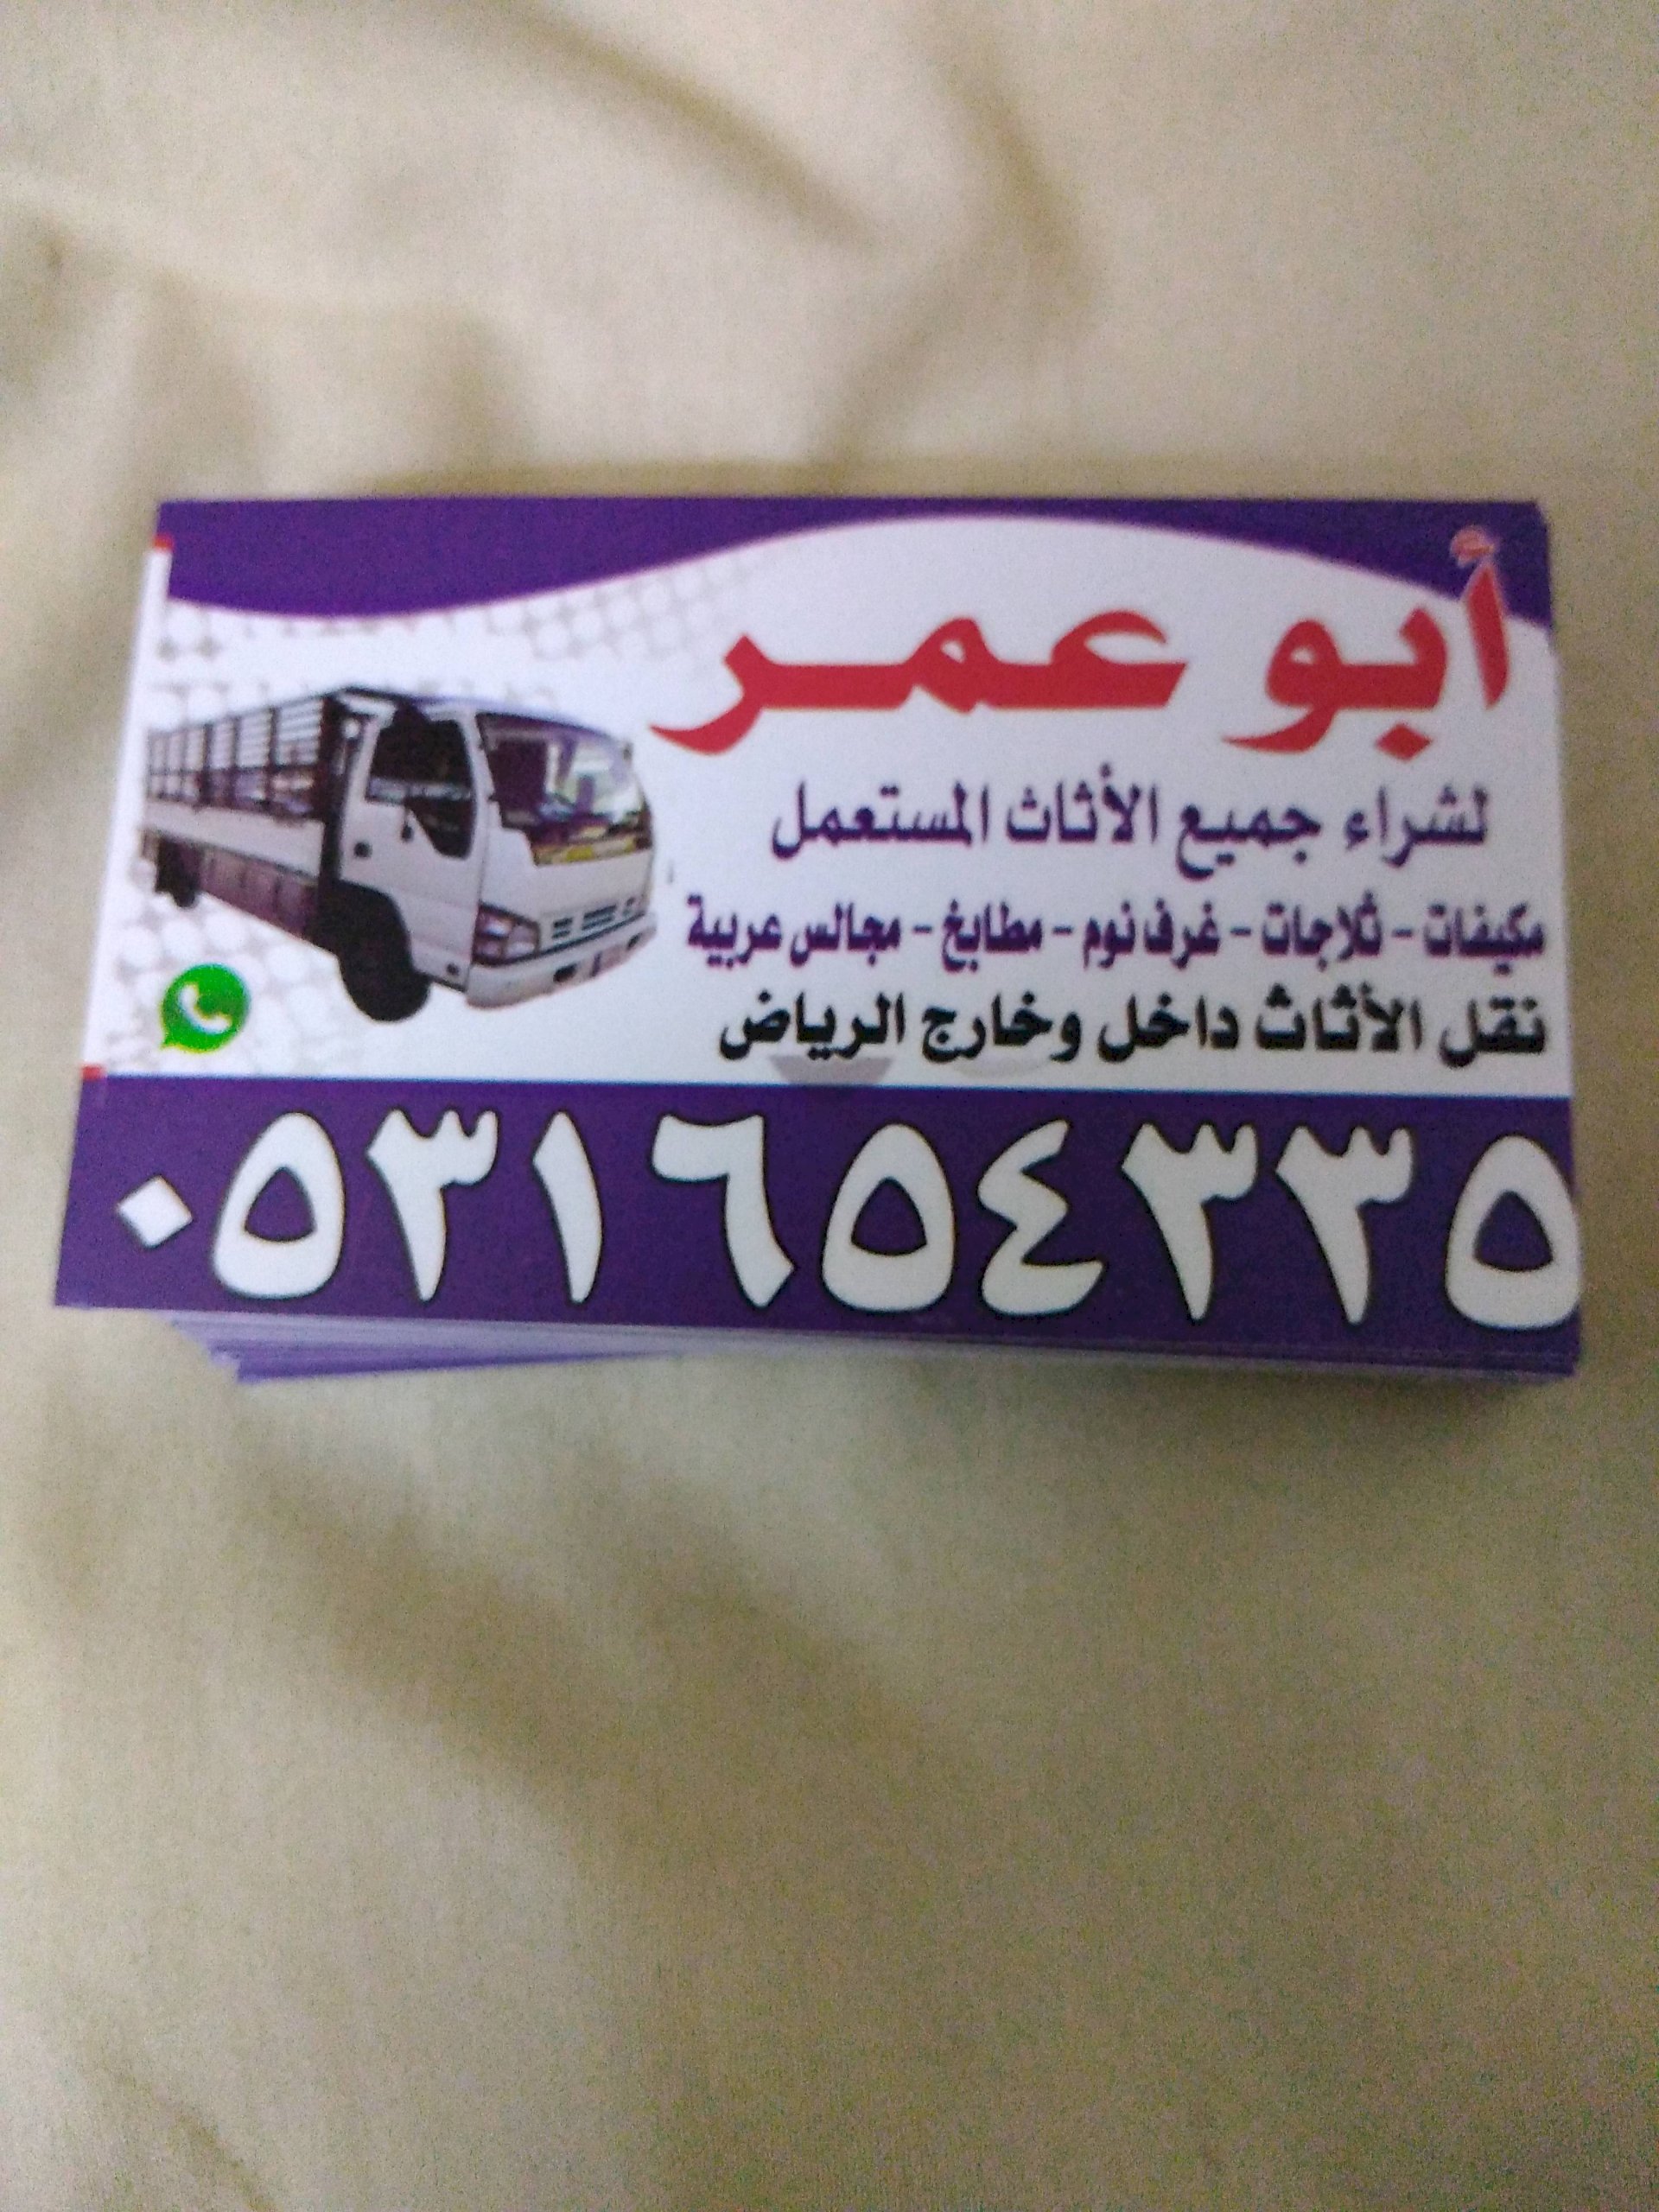 أبو عمر
لشراء جميع الأثاث المستعمل
مكيفات - ثلاجات - غرف نوم - مطابخ - مجالس عربية
نقل الأثاث داخل وخارج الرياض
٠٥٣١٦٥٤٣٣٥